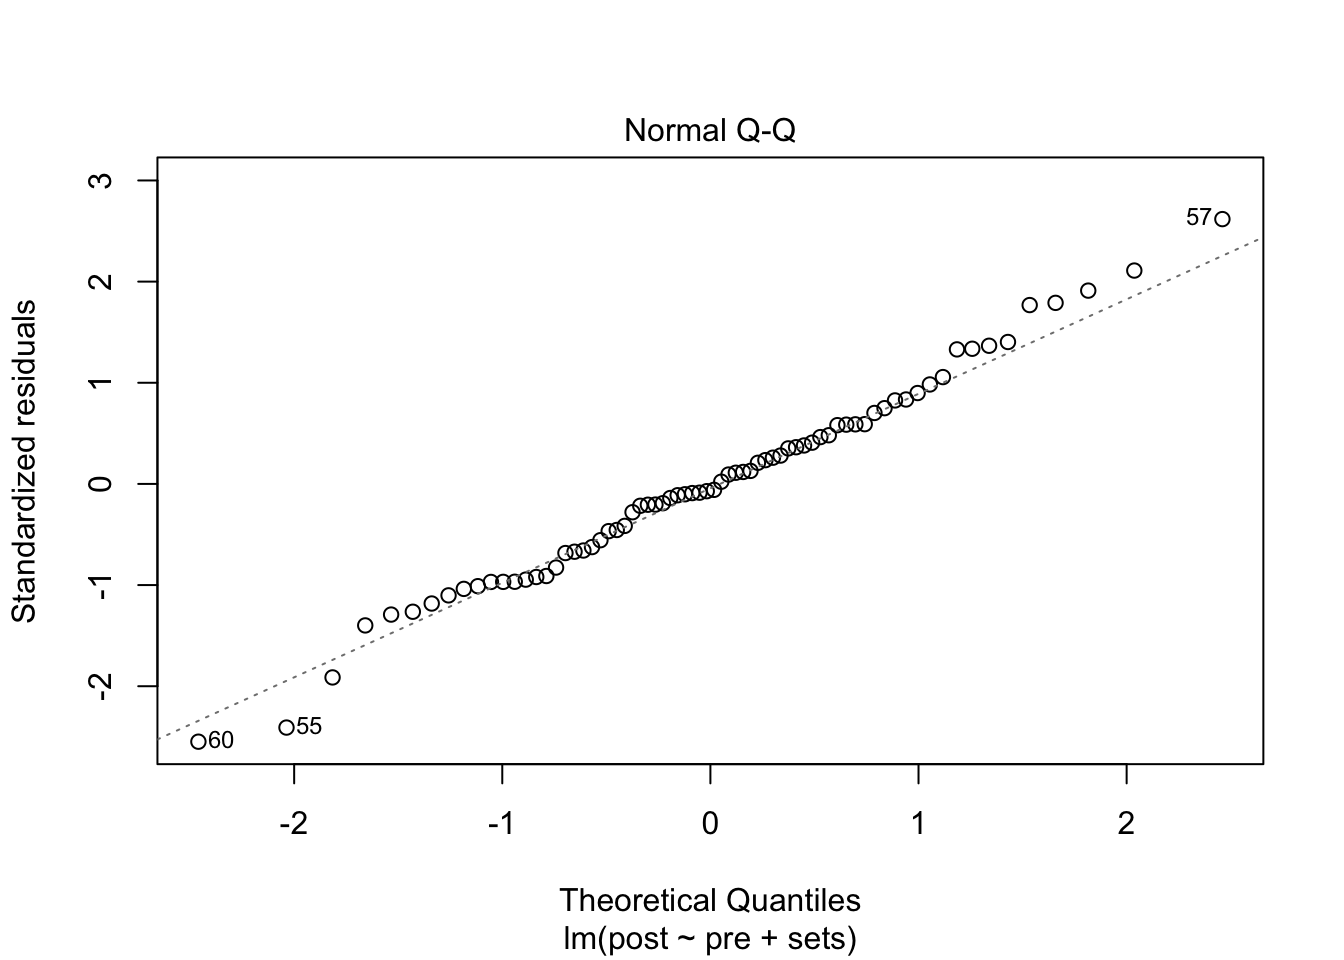 Normal Q-Q
Standardized residuals
3
2
1
0
-1
-2
57
55
60
-2 -1 0 1 2
Theoretical Quantiles
lm(post ~ pre + sets)